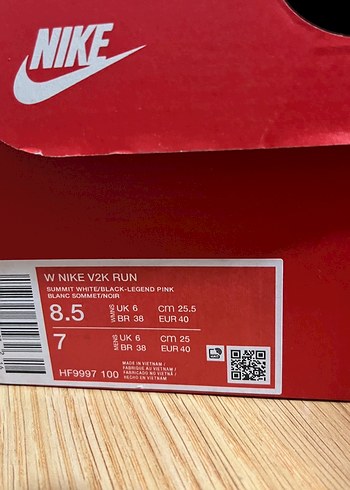 NIKE
W NIKE V2K RUN
SUMMIT WHITE/BLACK-LEGEND PINK
BLANC SOMMET/NOIR
8.5 WMNS UK 6 CM 25.5
BR 38 EUR 40
7 MENS UK 6 CM 25
BR 38 EUR 40
HF9997 100
MADE IN VIETNAM /
FABRIQUÉ AU VIETNAM /
FABRICADO NO VIETNÃ /
HECHO EN VIETNAM